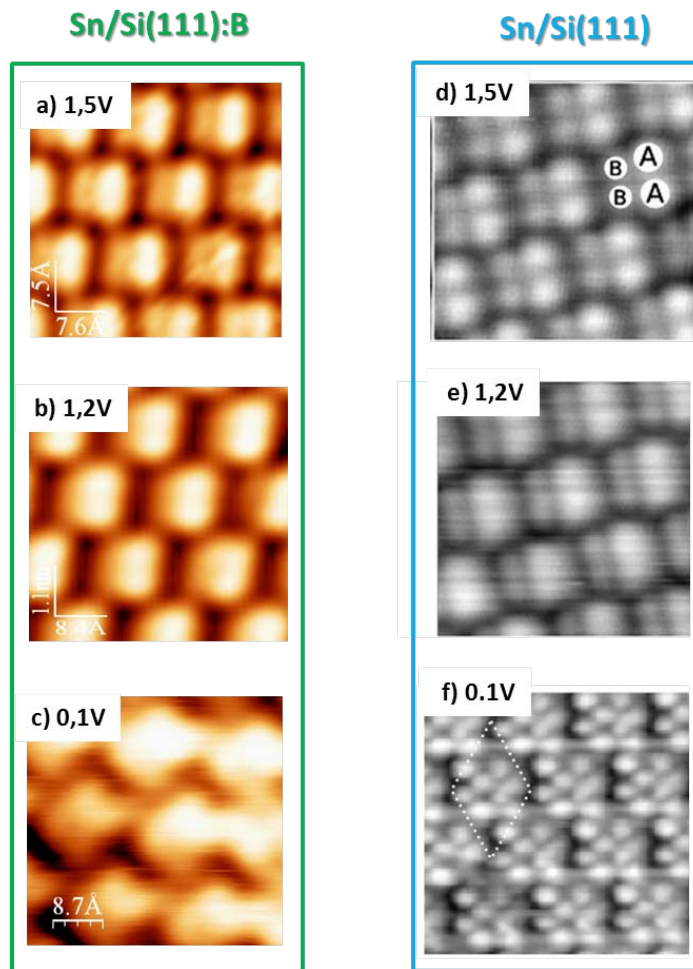 Sn/Si(111):B
Sn/Si(111)
a) 1,5V
7.5Å
7.6Å
b) 1,2V
1.1nm
8.4Å
c) 0,1V
8.7Å
d) 1,5V
B A
B A
e) 1,2V
f) 0.1V